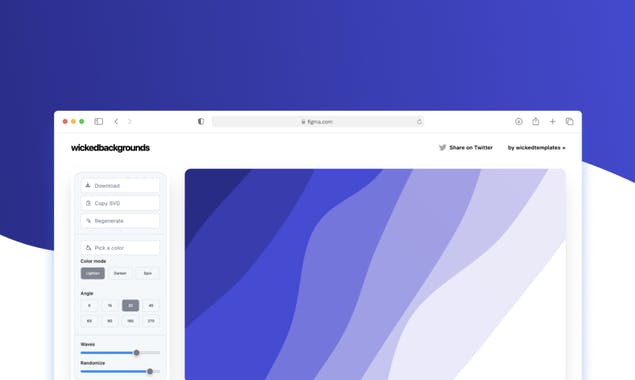 figma.com
wickedbackgrounds
Share on Twitter
by wickedtemplates »
Download
Copy SVG
Regenerate
Pick a color
Color mode
Lighten
Darken
Spin
Angle
0
15
30
45
60
90
180
270
Waves
Randomize